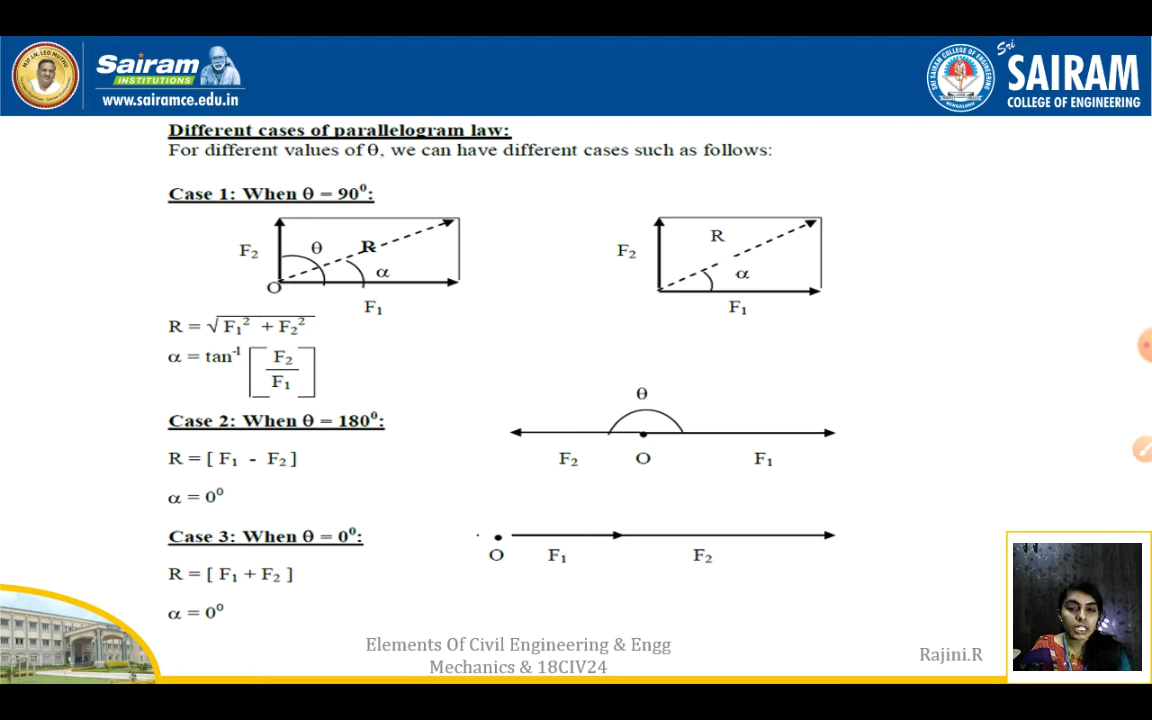 Sairam
INSTITUTIONS
www.sairamce.edu.in
Sri
SAIRAM
COLLEGE OF ENGINEERING
Different cases of parallelogram law:
For different values of θ, we can have different cases such as follows:
Case 1: When θ = 90⁰:
F₂ θ R α
O
F₁
F₂ R α
F₁
R = √F₁² + F₂²
α = tan⁻¹ [ F₂
F₁ ]
Case 2: When θ = 180⁰:
θ
R = [ F₁ - F₂ ]
F₂ O F₁
α = 0⁰
Case 3: When θ = 0⁰:
O F₁ F₂
R = [ F₁ + F₂ ]
α = 0⁰
Elements Of Civil Engineering & Engg
Mechanics & 18CIV24
Rajini.R